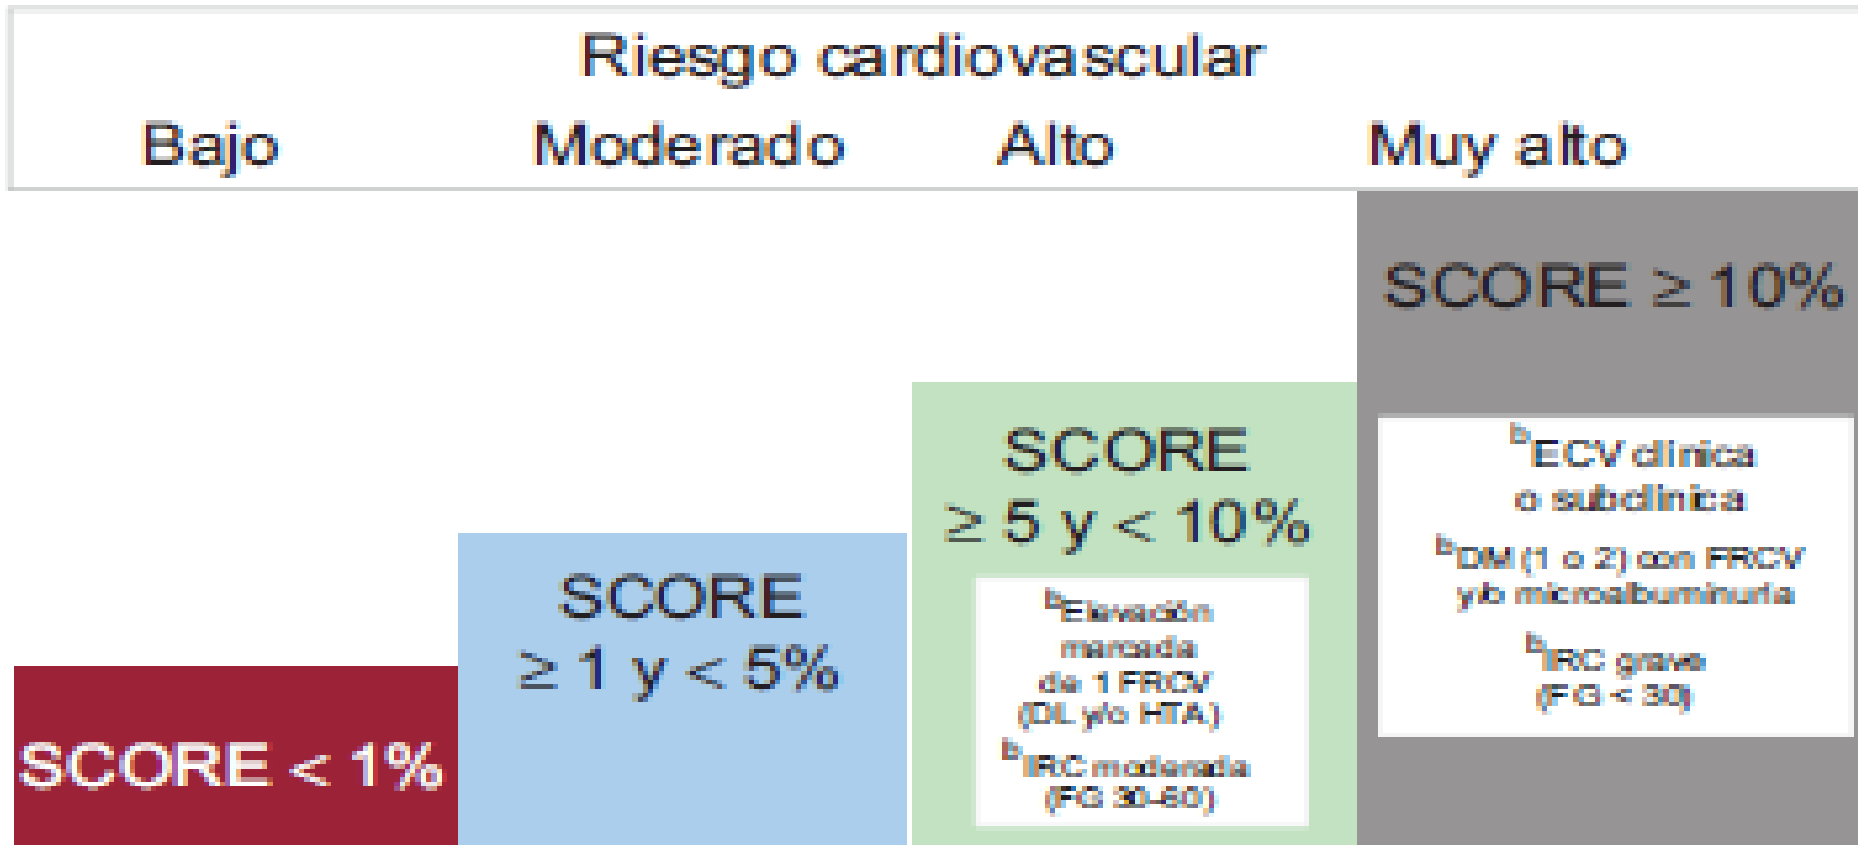 Riesgo cardiovascular
Bajo Moderado Alto Muy alto
SCORE < 1%
SCORE
≥ 1 y < 5%
SCORE
≥ 5 y < 10%
bElevación
marcada
de 1 FRCV
(DL y/o HTA)
bIRC moderada
(FG 30-60)
SCORE ≥ 10%
bECV clínica
o subclínica
bDM (1 o 2) con FRCV
y/o microalbuminuria
bIRC grave
(FG < 30)